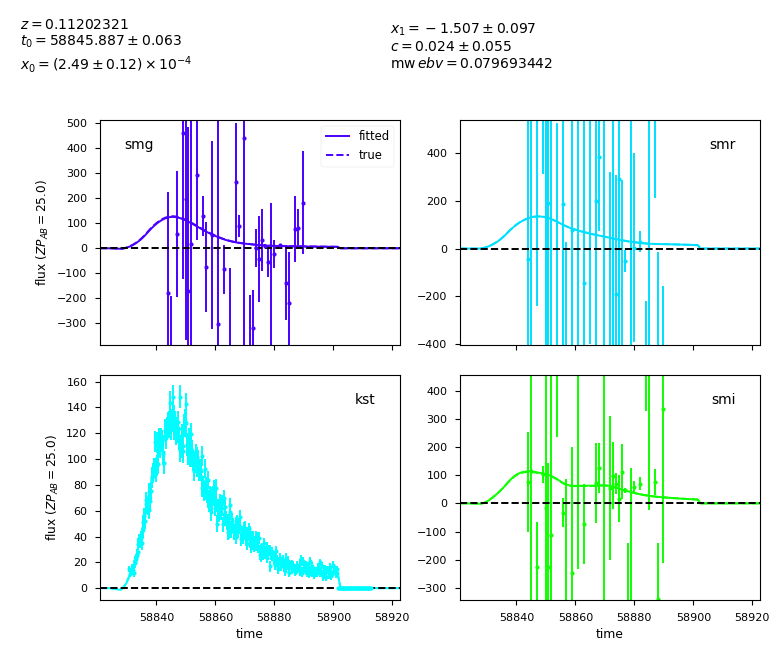 z = 0.11202321
t0 = 58845.887 ± 0.063
x0 = (2.49 ± 0.12) × 10^−4
x1 = −1.507 ± 0.097
c = 0.024 ± 0.055
mw ebv = 0.079693442
500
400
300
200
100
0
−100
−200
−300
flux (ZP_AB = 25.0)
smg
fitted
true
400
200
0
−200
−400
smr
160
140
120
100
80
60
40
20
0
flux (ZP_AB = 25.0)
kst
58840 58860 58880 58900 58920
time
400
300
200
100
0
−100
−200
−300
smi
58840 58860 58880 58900 58920
time